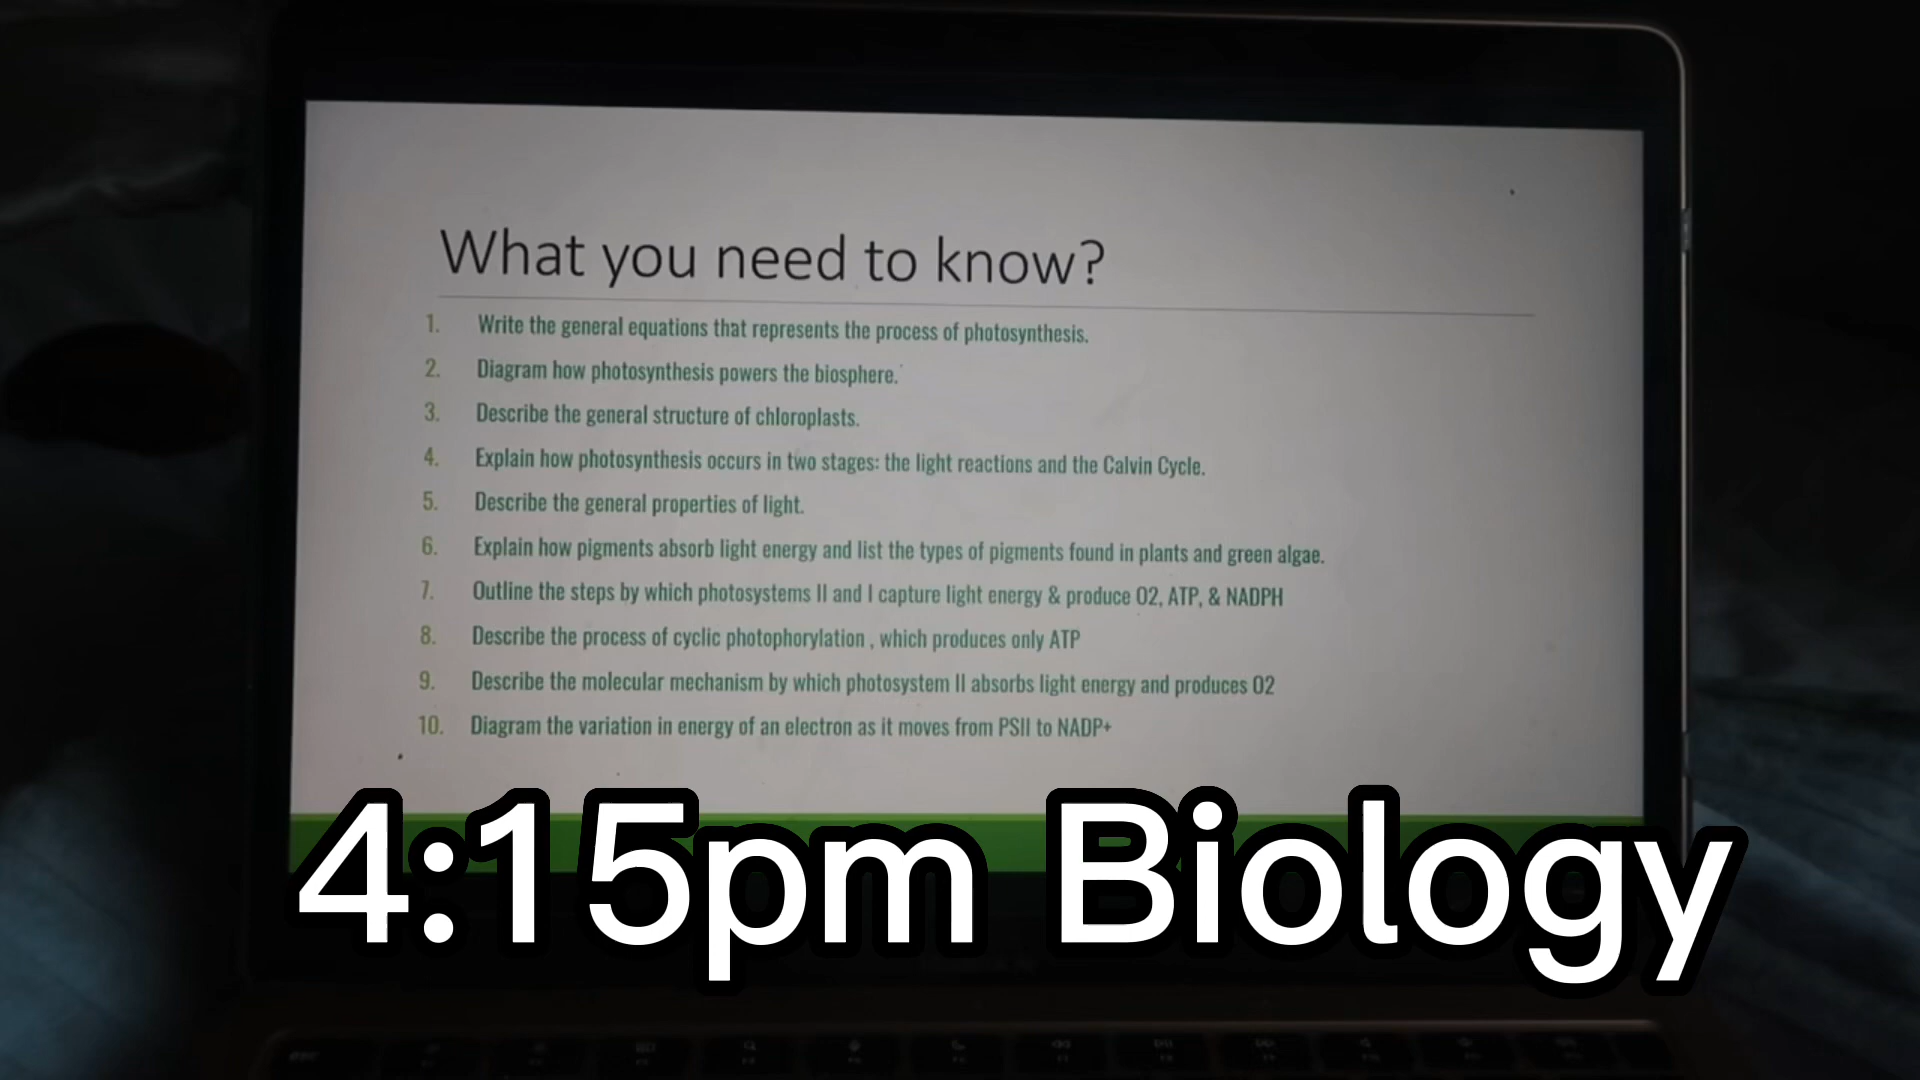 What you need to know?
1. Write the general equations that represents the process of photosynthesis.
2. Diagram how photosynthesis powers the biosphere.
3. Describe the general structure of chloroplasts.
4. Explain how photosynthesis occurs in two stages: the light reactions and the Calvin Cycle.
5. Describe the general properties of light.
6. Explain how pigments absorb light energy and list the types of pigments found in plants and green algae.
7. Outline the steps by which photosystems II and I capture light energy & produce O2, ATP, & NADPH
8. Describe the process of cyclic photophorylation , which produces only ATP
9. Describe the molecular mechanism by which photosystem II absorbs light energy and produces O2
10. Diagram the variation in energy of an electron as it moves from PSII to NADP+
4:15pm Biology